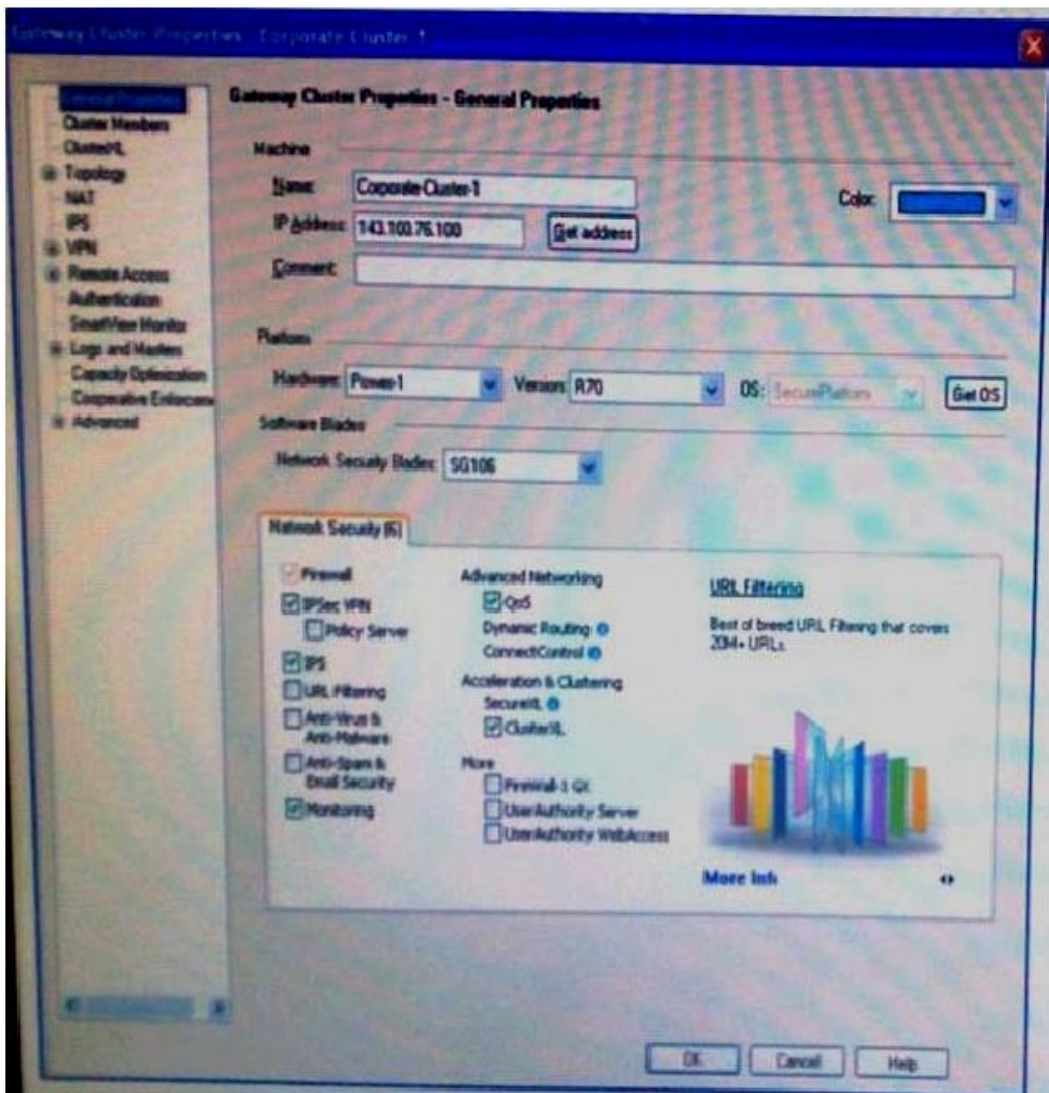 Gateway Cluster Properties - Corporate-Cluster-1
General Properties
Cluster Members
ClusterXL
Topology
NAT
IPS
VPN
Remote Access
Authentication
SmartView Monitor
Logs and Masters
Capacity Optimization
Cooperative Enforcem
Advanced
Gateway Cluster Properties - General Properties
Machine
Name: Corporate-Cluster-1
Color:
IP Address: 143.100.76.100 Get address
Comment:
Platform
Hardware: Power-1 Version: R70 OS: SecurePlatform Get OS
Software Blades
Network Security Blades: SG106
Network Security (6)
Firewall
IPSec VPN
Policy Server
IPS
URL Filtering
Anti-Virus &
Anti-Malware
Anti-Spam &
Email Security
Monitoring
Advanced Networking
QoS
Dynamic Routing
ConnectControl
Acceleration & Clustering
SecureXL
ClusterXL
More
Firewall-1 GX
UserAuthority Server
UserAuthority WebAccess
URL Filtering
Best of breed URL Filtering that covers
20M+ URLs.
More Info
OK Cancel Help